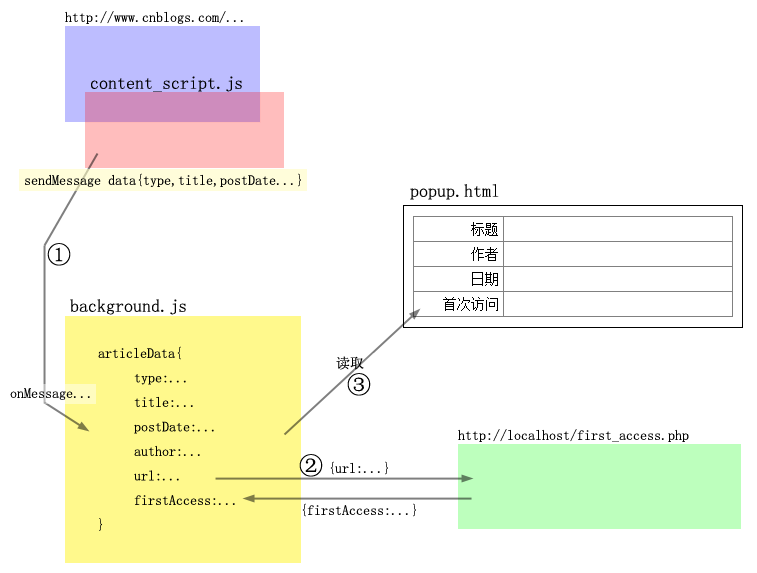 http://www.cnblogs.com/...
content_script.js
sendMessage data{type,title,postDate...}
①
popup.html
标题
作者
日期
首次访问
background.js
articleData{
type:...
title:...
postDate:...
author:...
url:...
firstAccess:...
}
onMessage...
读取
③
http://localhost/first_access.php
② {url:...}
{firstAccess:...}